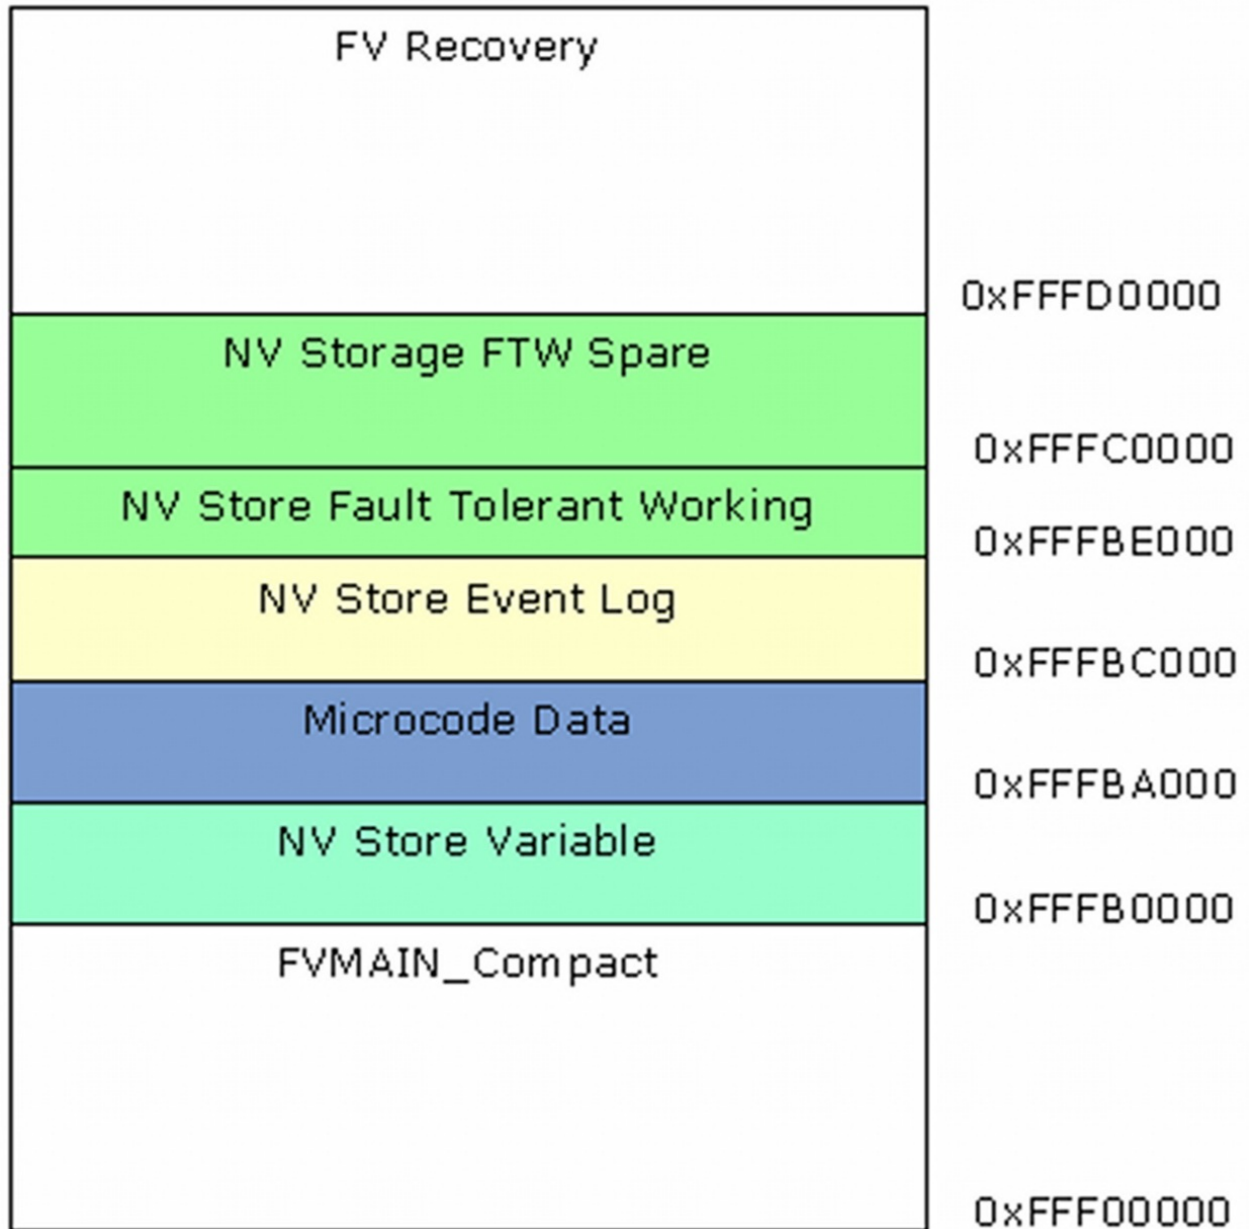 FV Recovery
0xFFFD0000
NV Storage FTW Spare
0xFFFC0000
NV Store Fault Tolerant Working
0xFFFBE000
NV Store Event Log
0xFFFBC000
Microcode Data
0xFFFBA000
NV Store Variable
0xFFFB0000
FVMAIN_Compact
0xFFF00000